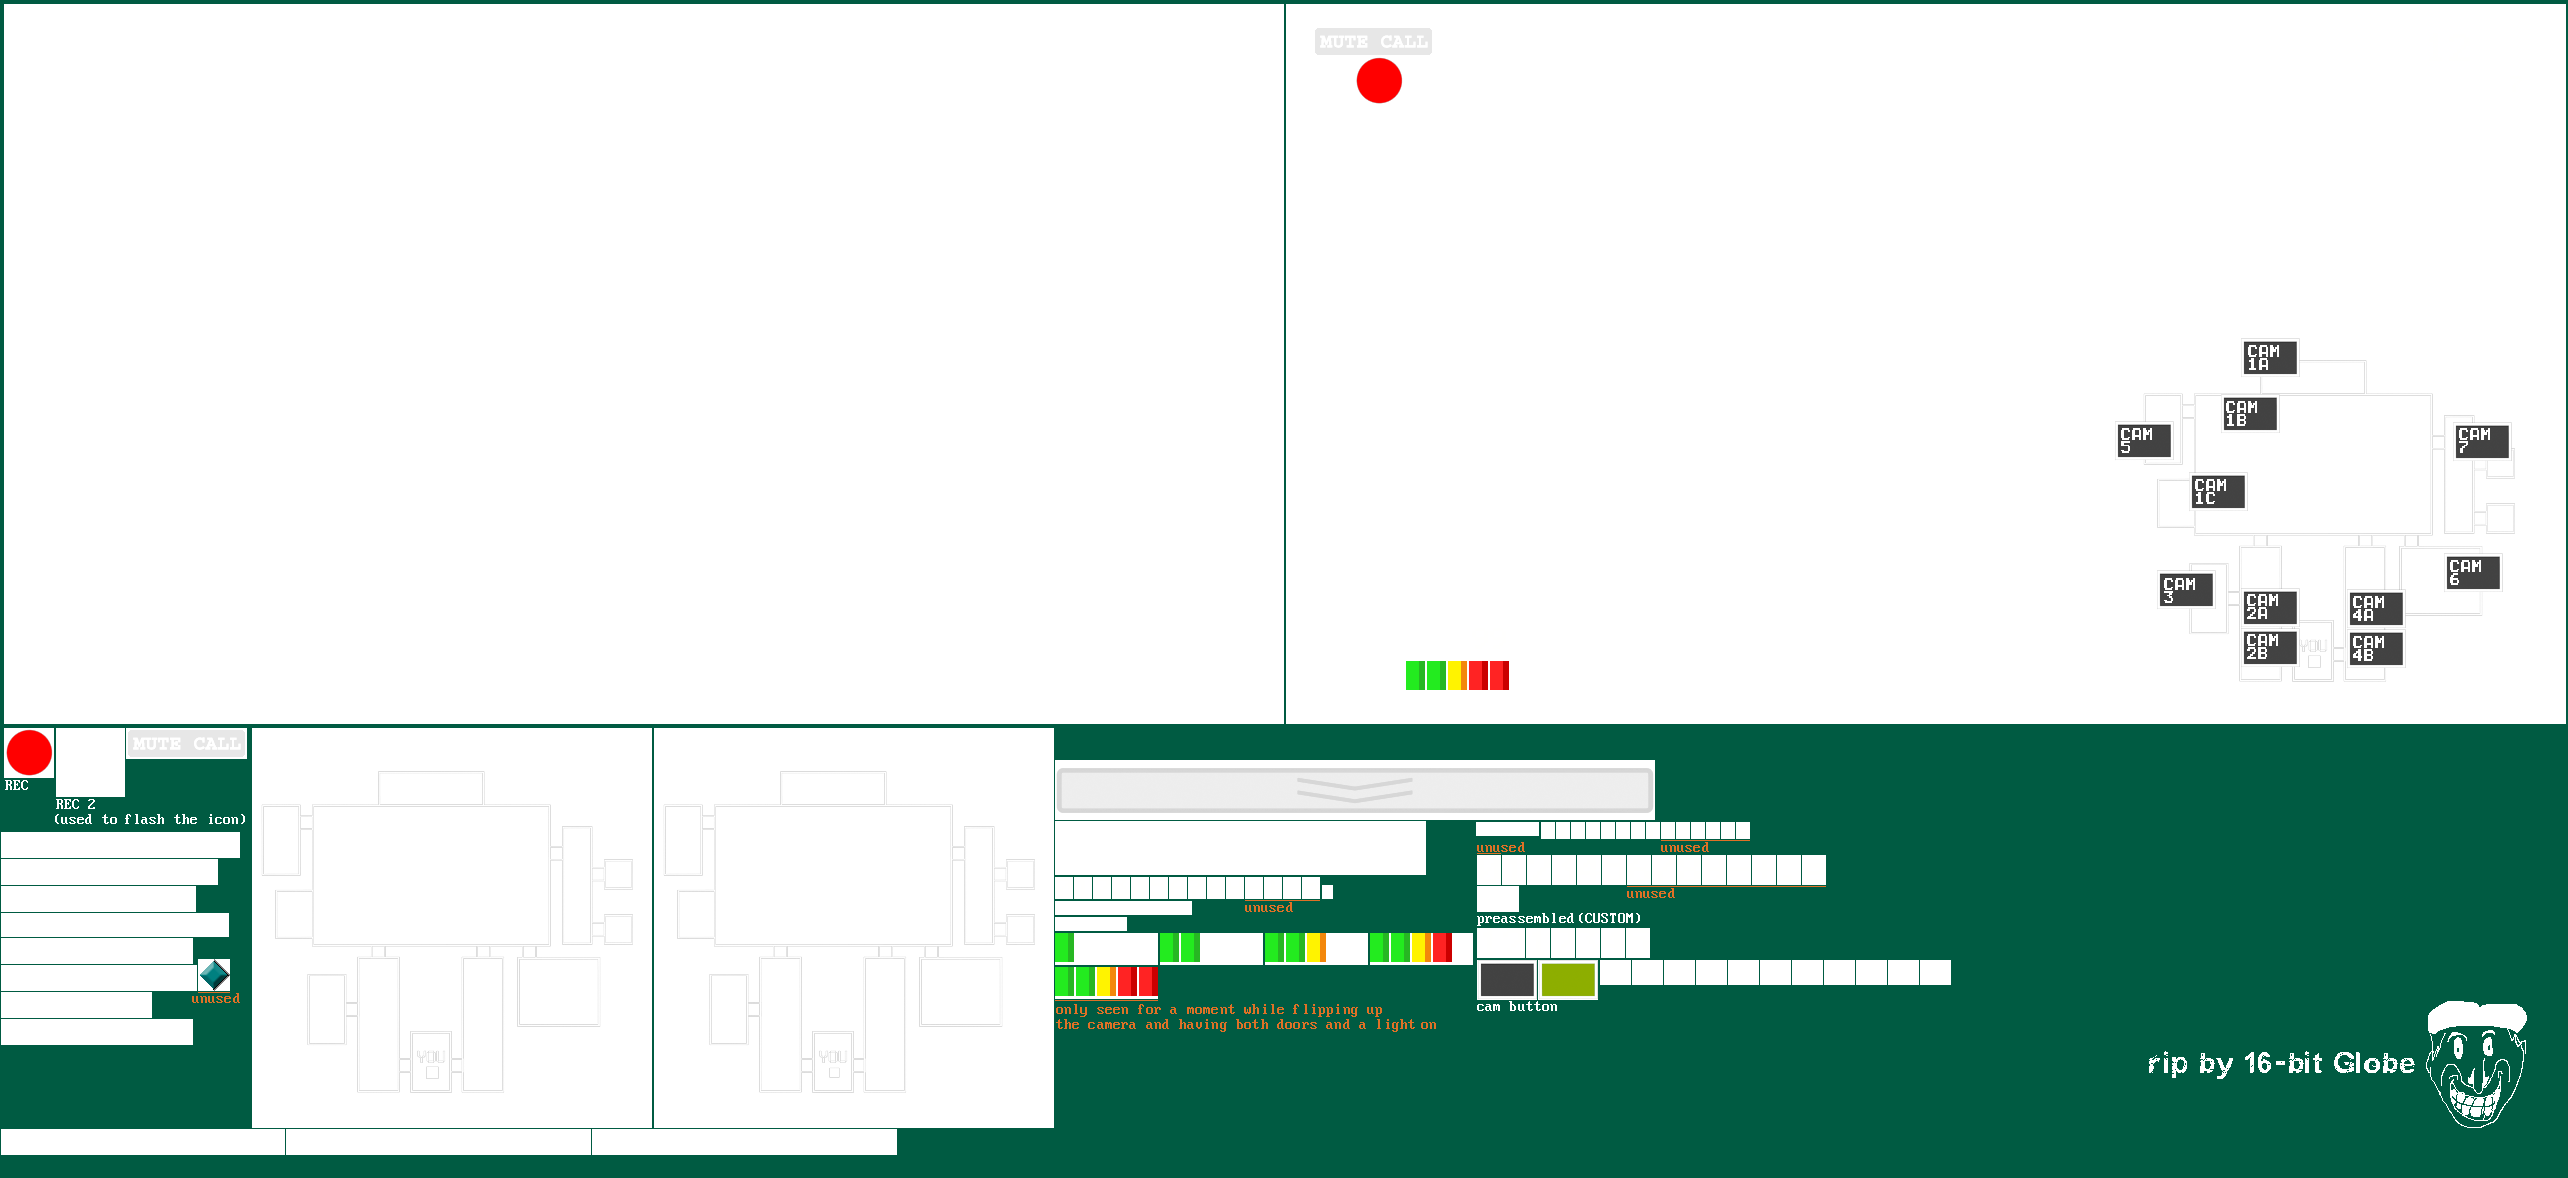 MUTE CALL
CAM
1A
CAM
1B
CAM
5
CAM
7
CAM
1C
CAM
6
CAM
3
CAM
2A
CAM
4A
YOU
CAM
2B
CAM
4B
MUTE CALL
REC
REC 2
(used to flash the icon)
unused
YOU
YOU
unused
only seen for a moment while flipping up
the camera and having both doors and a light on
unused
unused
unused
preassembled(CUSTOM)
cam button
rip by 16-bit Globe